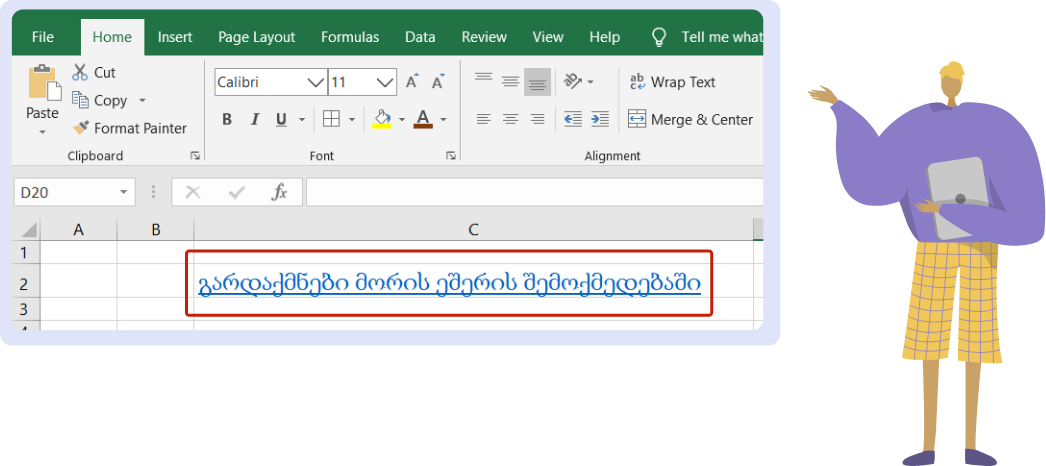 File Home Insert Page Layout Formulas Data Review View Help Tell me what
Paste
Cut
Copy
Format Painter
Clipboard
Calibri 11 A A
B I U A
Font
ab c Wrap Text
Merge & Center
Alignment
D20 fx
A B C
1
2 გარდაქმნები მორის ეშერის შემოქმედებაში
3